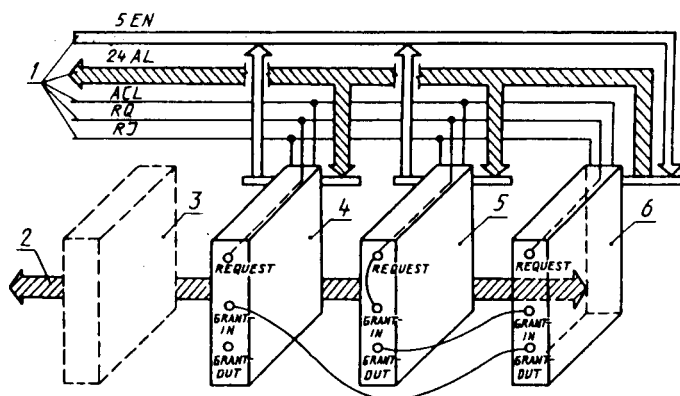 5 EN
24 AL
1
ACL
RQ
RJ
2
3
4
5
6
REQUEST
GRANT-
IN
GRANT-
OUT
REQUEST
GRANT-
IN
GRANT-
OUT
REQUEST
GRANT-
IN
GRANT-
OUT